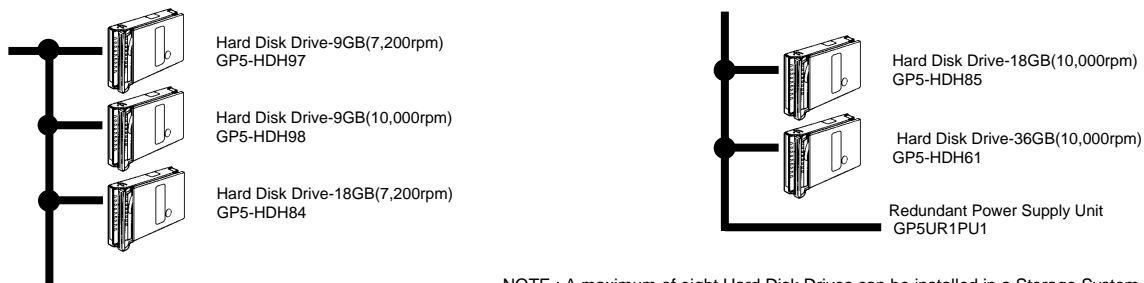 Hard Disk Drive-9GB(7,200rpm)
GP5-HDH97
Hard Disk Drive-9GB(10,000rpm)
GP5-HDH98
Hard Disk Drive-18GB(7,200rpm)
GP5-HDH84
Hard Disk Drive-18GB(10,000rpm)
GP5-HDH85
Hard Disk Drive-36GB(10,000rpm)
GP5-HDH61
Redundant Power Supply Unit
GP5UR1PU1
NOTE : A maximum of eight Hard Disk Drives can be installed in a Storage System